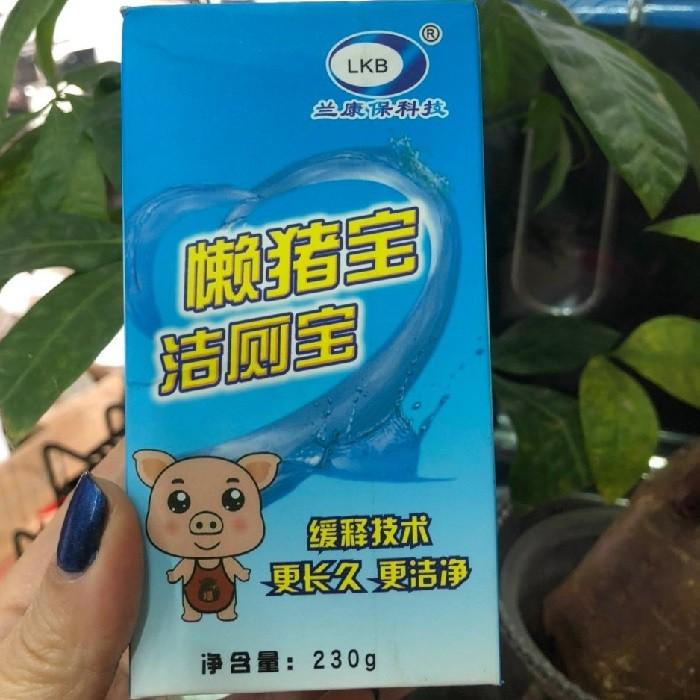 LKB®
兰康保科技
懒猪宝
洁厕宝
缓释技术
更长久 更洁净
净含量：230g